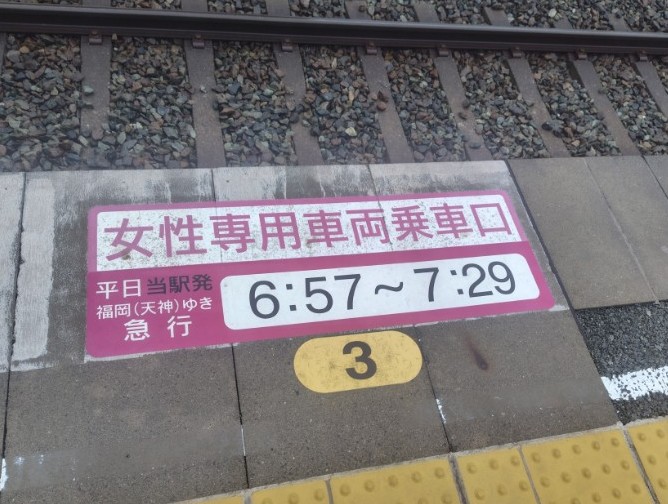 女性専用車両乗車口
平日当駅発
福岡(天神)ゆき
急行
6:57~7:29
3